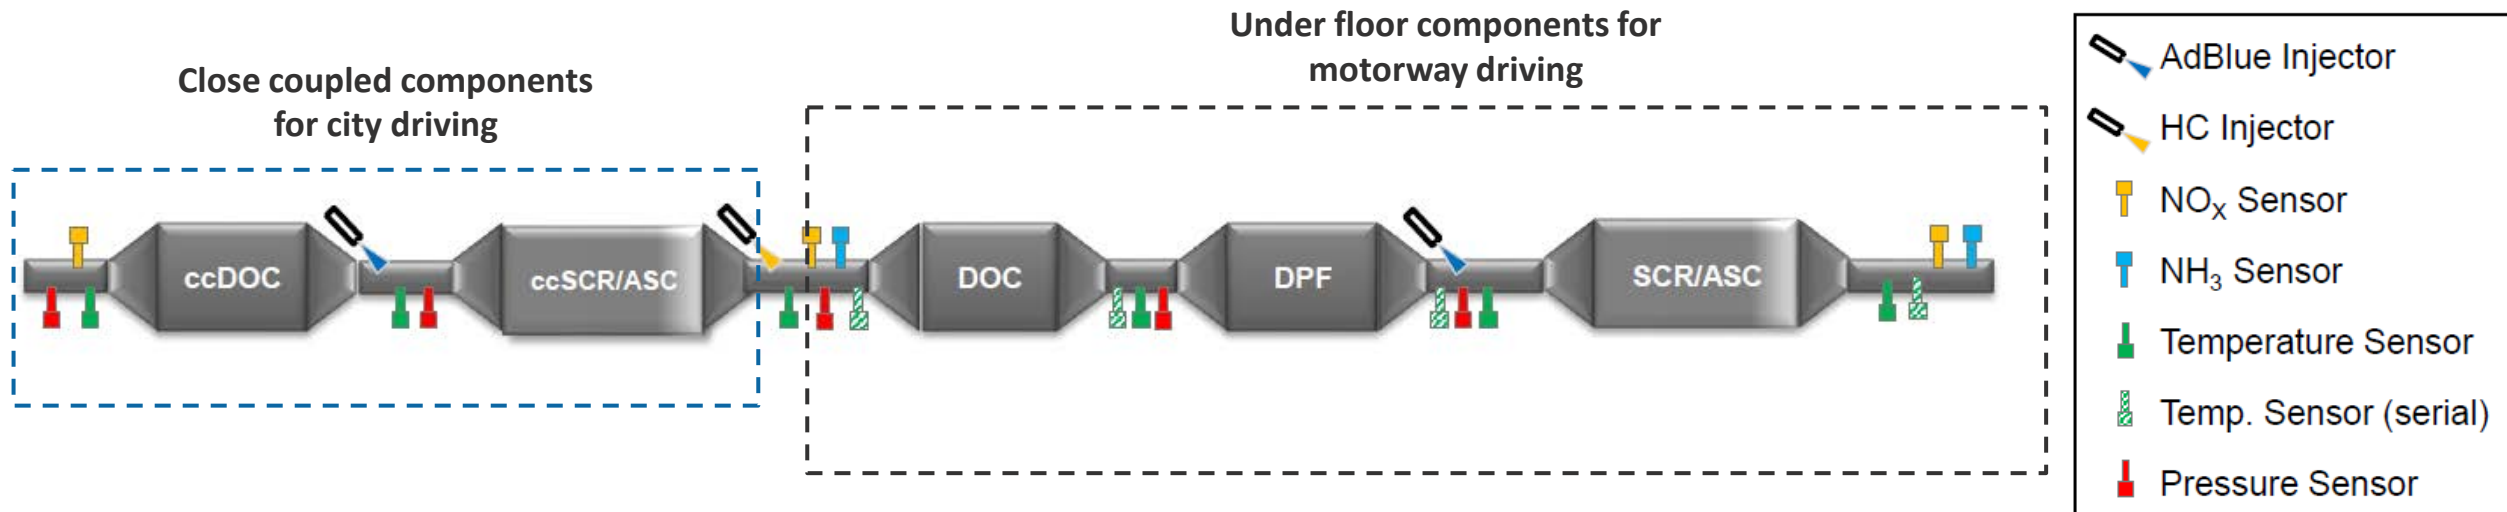 Close coupled components
for city driving
Under floor components for
motorway driving
ccDOC
ccSCR/ASC
DOC
DPF
SCR/ASC
AdBlue Injector
HC Injector
NOX Sensor
NH3 Sensor
Temperature Sensor
Temp. Sensor (serial)
Pressure Sensor